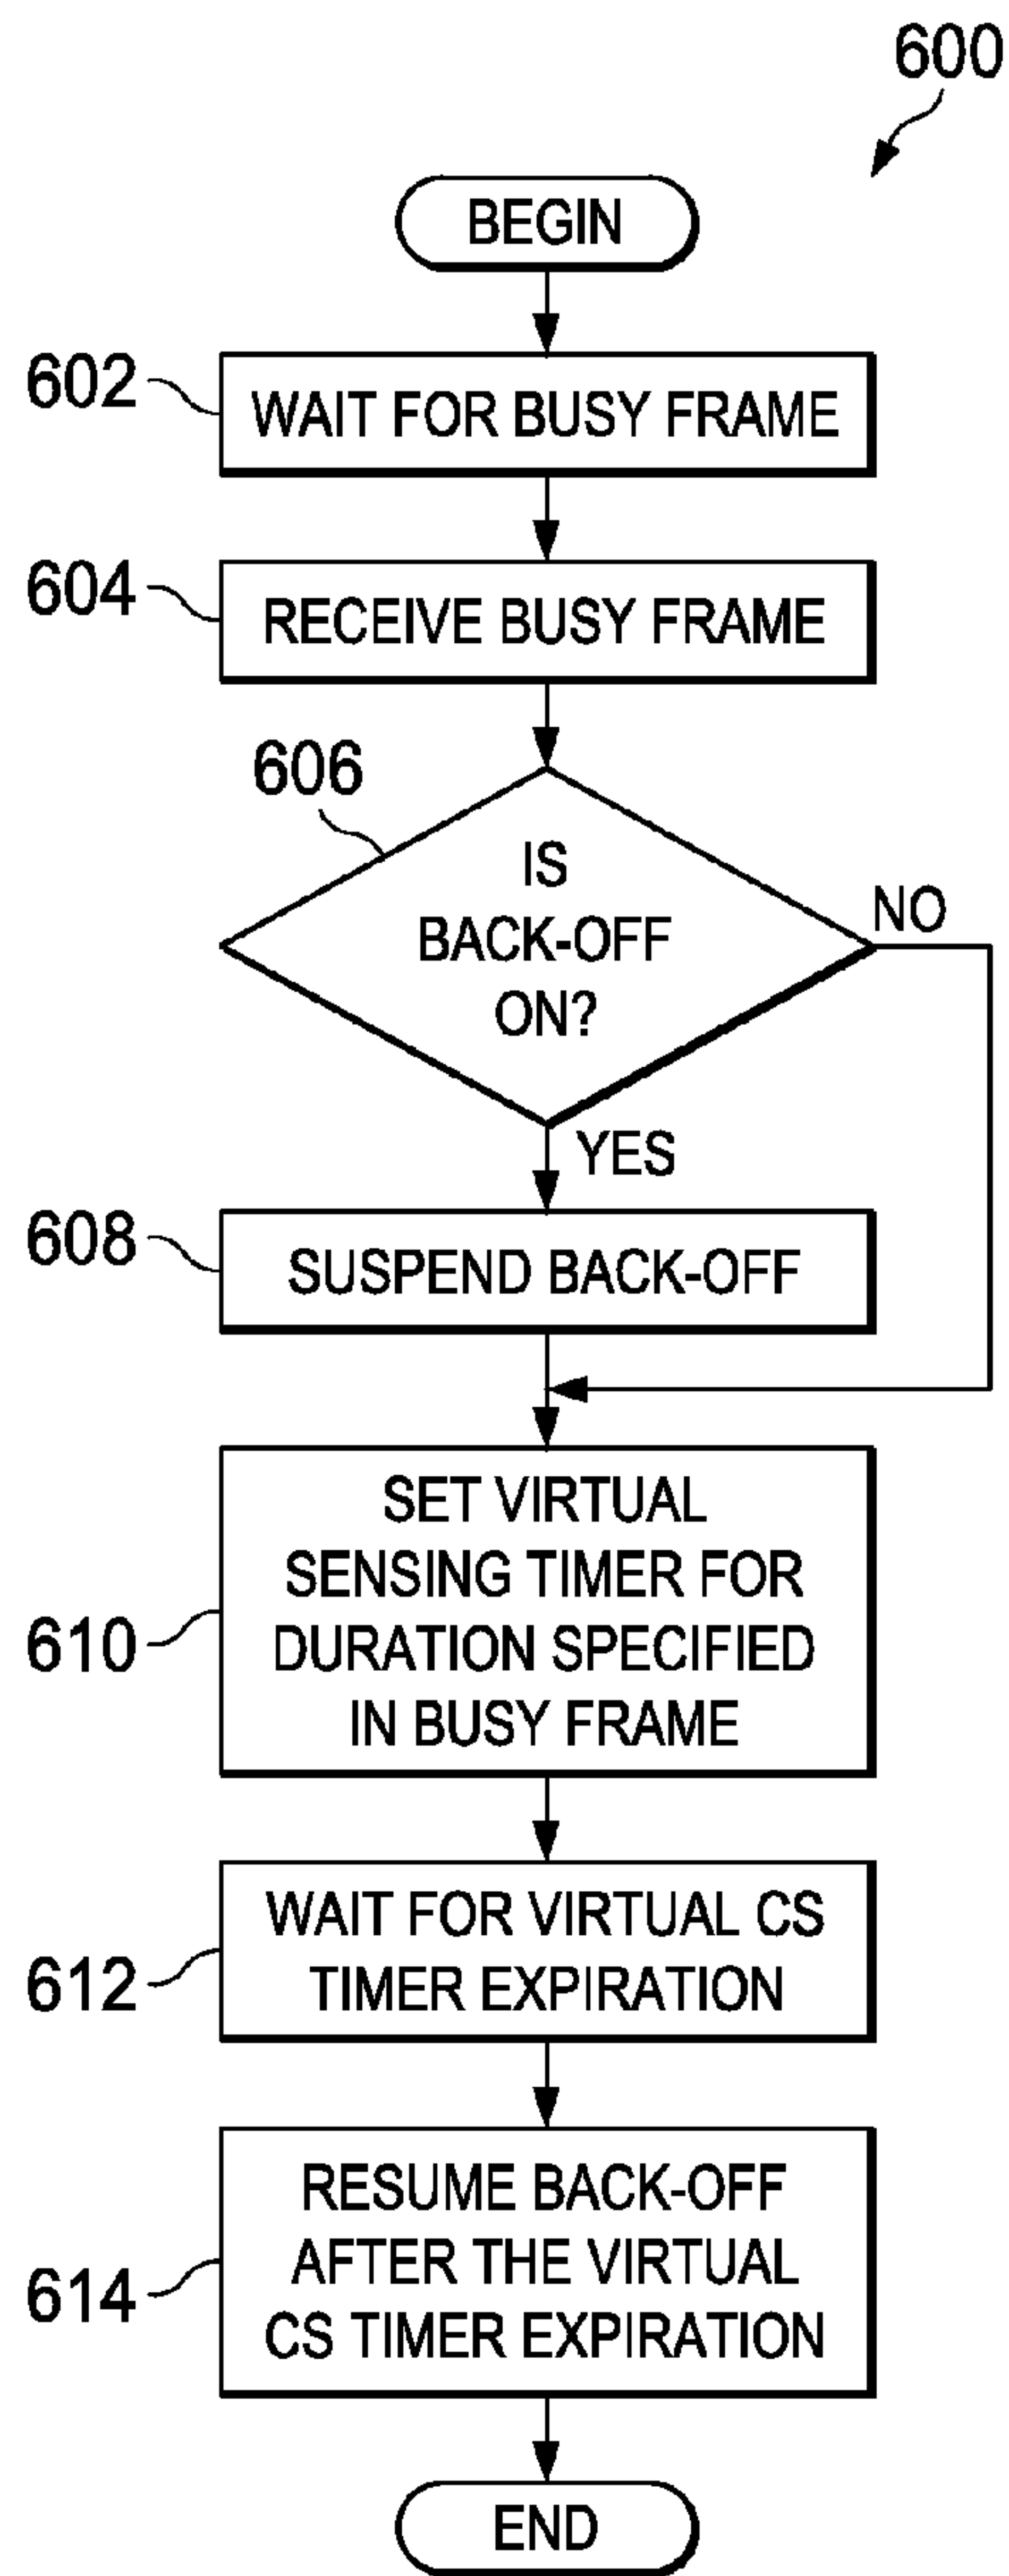 600
BEGIN
602
WAIT FOR BUSY FRAME
604
RECEIVE BUSY FRAME
606
IS
BACK-OFF
ON?
NO
YES
608
SUSPEND BACK-OFF
610
SET VIRTUAL
SENSING TIMER FOR
DURATION SPECIFIED
IN BUSY FRAME
612
WAIT FOR VIRTUAL CS
TIMER EXPIRATION
614
RESUME BACK-OFF
AFTER THE VIRTUAL
CS TIMER EXPIRATION
END